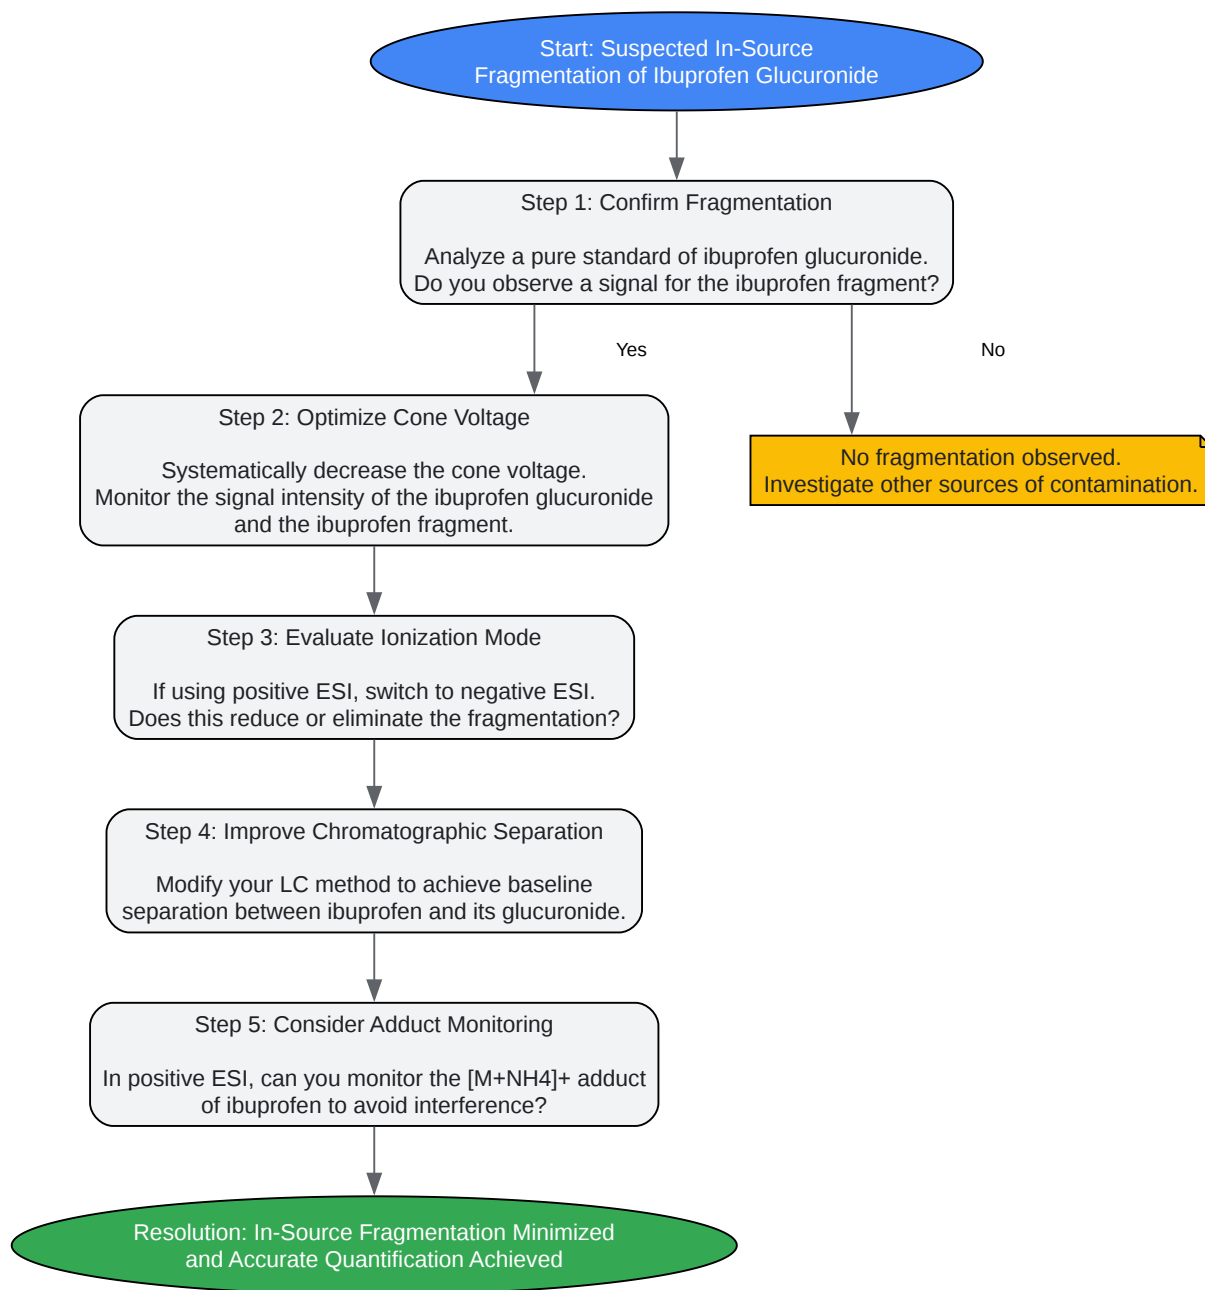 Start: Suspected In-Source
Fragmentation of Ibuprofen Glucuronide
Step 1: Confirm Fragmentation
Analyze a pure standard of ibuprofen glucuronide.
Do you observe a signal for the ibuprofen fragment?
Yes
No
Step 2: Optimize Cone Voltage
Systematically decrease the cone voltage.
Monitor the signal intensity of the ibuprofen glucuronide
and the ibuprofen fragment.
No fragmentation observed.
Investigate other sources of contamination.
Step 3: Evaluate Ionization Mode
If using positive ESI, switch to negative ESI.
Does this reduce or eliminate the fragmentation?
Step 4: Improve Chromatographic Separation
Modify your LC method to achieve baseline
separation between ibuprofen and its glucuronide.
Step 5: Consider Adduct Monitoring
In positive ESI, can you monitor the [M+NH4]+ adduct
of ibuprofen to avoid interference?
Resolution: In-Source Fragmentation Minimized
and Accurate Quantification Achieved